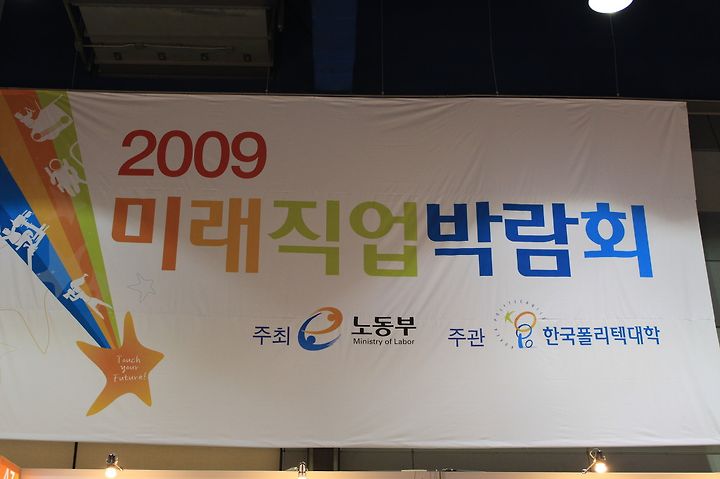 2009
미래직업박람회
주최 노동부 주관 한국폴리텍대학
Ministry of Labor
Touch
your
Future!